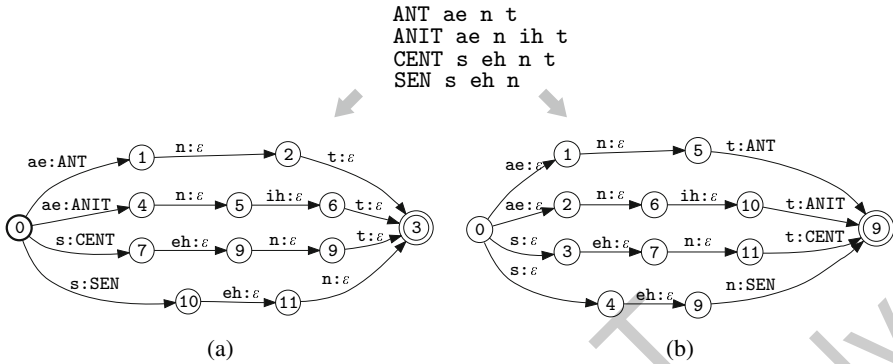 ANT ae n t
ANIT ae n ih t
CENT s eh n t
SEN s eh n
ae:ANT n:ε t:ε
ae:ANIT n:ε ih:ε t:ε
s:CENT eh:ε n:ε t:ε
s:SEN eh:ε n:ε
0 1 2 3
4 5 6
7 9 9
10 11
(a)
ae:ε n:ε t:ANT
ae:ε n:ε ih:ε t:ANIT
s:ε eh:ε n:ε t:CENT
s:ε eh:ε n:SEN
0 1 5 9
2 6 10
3 7 11
4 9
(b)